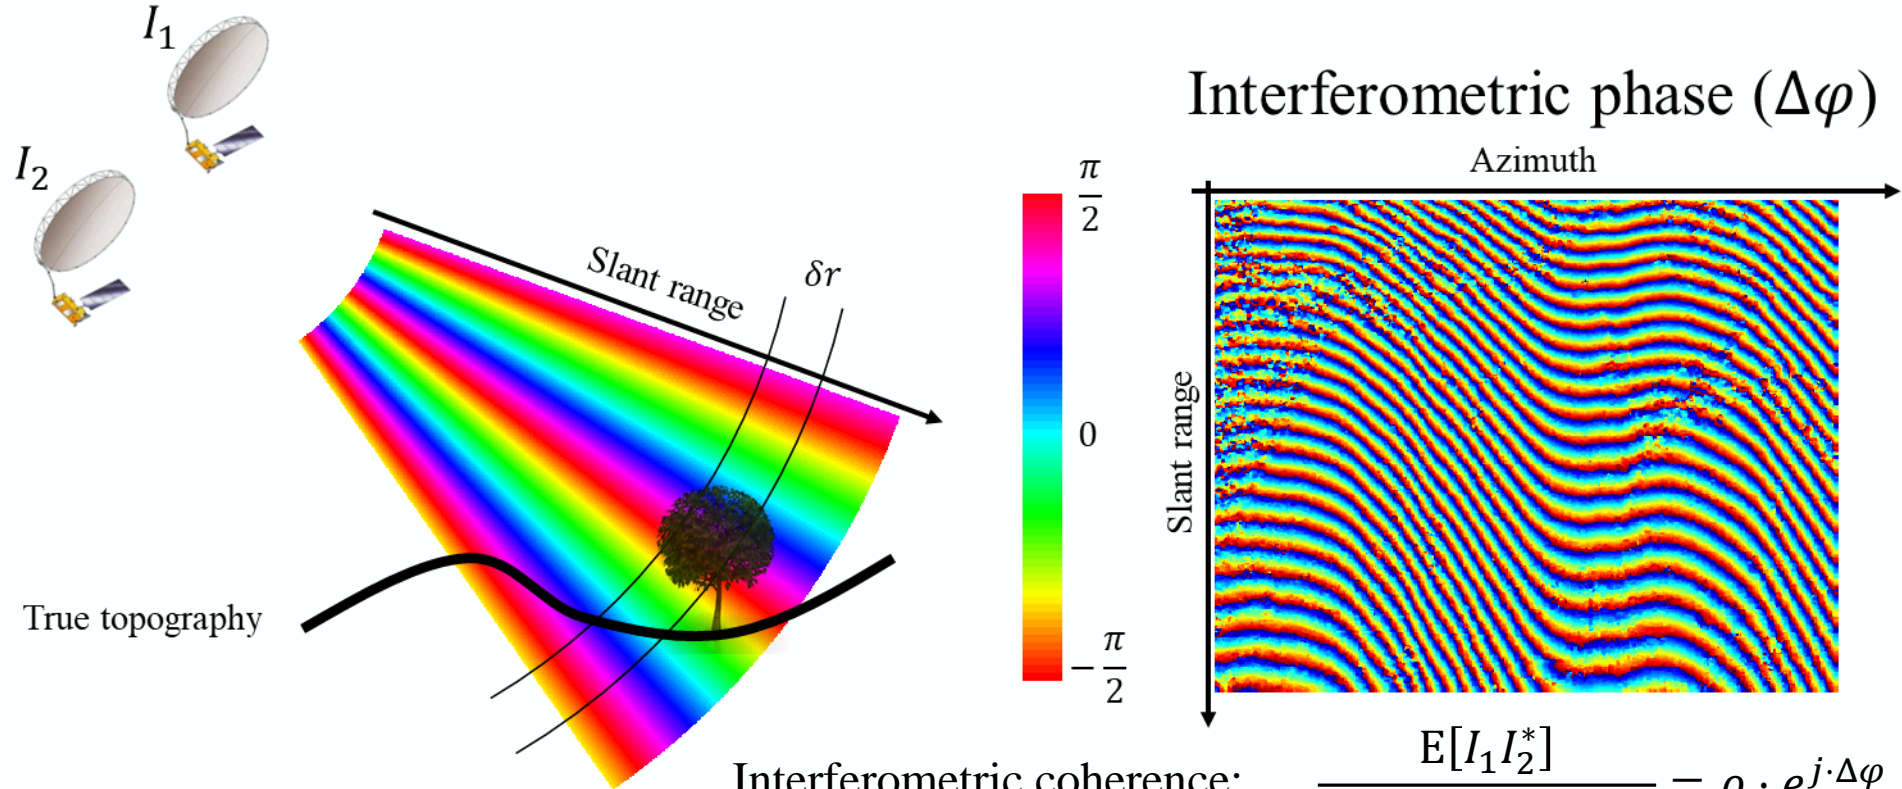 I₁
I₂
Interferometric phase (Δφ)
Azimuth
Slant range
δr
π/2
0
−π/2
Slant range
True topography
Interferometric coherence:
E[I₁I₂*]
= ρ · e^{j·Δφ}